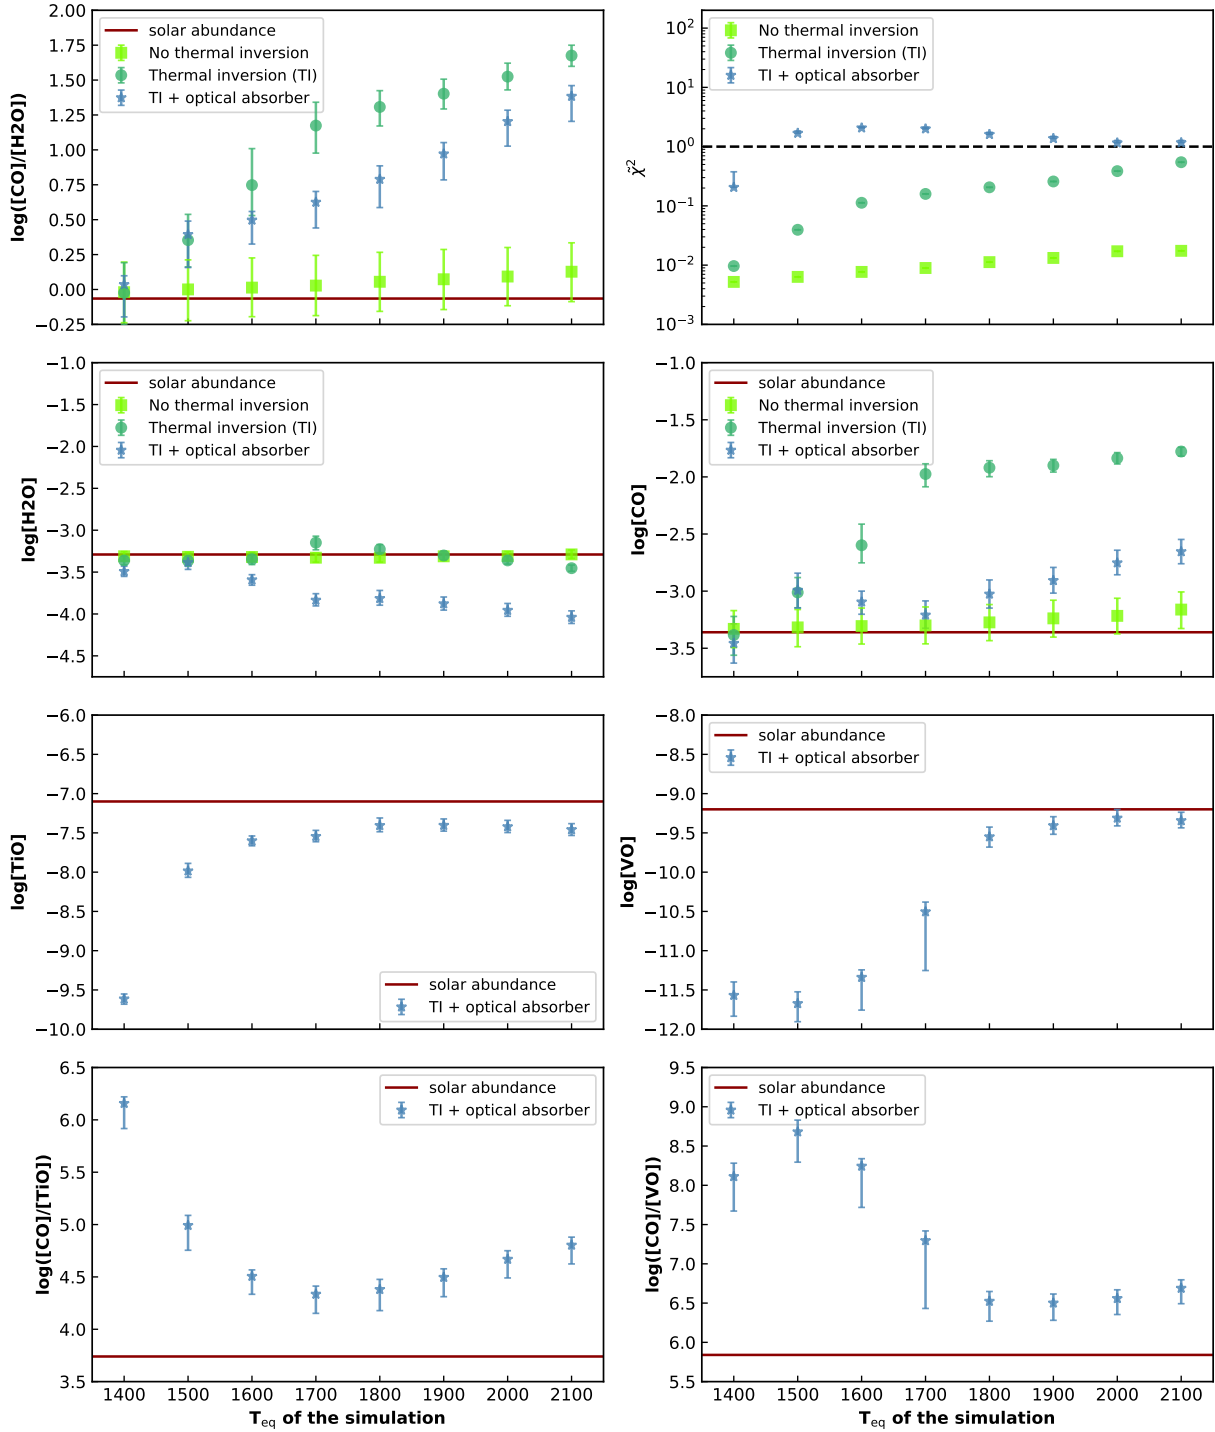 log([CO]/[H2O])
2.00
1.75
1.50
1.25
1.00
0.75
0.50
0.25
0.00
−0.25
solar abundance
No thermal inversion
Thermal inversion (TI)
TI + optical absorber
χ̃²
10²
10¹
10⁰
10⁻¹
10⁻²
10⁻³
No thermal inversion
Thermal inversion (TI)
TI + optical absorber
log[H2O]
−1.0
−1.5
−2.0
−2.5
−3.0
−3.5
−4.0
−4.5
solar abundance
No thermal inversion
Thermal inversion (TI)
TI + optical absorber
log[CO]
−1.0
−1.5
−2.0
−2.5
−3.0
−3.5
solar abundance
No thermal inversion
Thermal inversion (TI)
TI + optical absorber
log[TiO]
−6.0
−6.5
−7.0
−7.5
−8.0
−8.5
−9.0
−9.5
−10.0
solar abundance
TI + optical absorber
log[VO]
−8.0
−8.5
−9.0
−9.5
−10.0
−10.5
−11.0
−11.5
−12.0
solar abundance
TI + optical absorber
log([CO]/[TiO])
6.5
6.0
5.5
5.0
4.5
4.0
3.5
solar abundance
TI + optical absorber
1400 1500 1600 1700 1800 1900 2000 2100
T_eq of the simulation
log([CO]/[VO])
9.5
9.0
8.5
8.0
7.5
7.0
6.5
6.0
5.5
solar abundance
TI + optical absorber
1400 1500 1600 1700 1800 1900 2000 2100
T_eq of the simulation